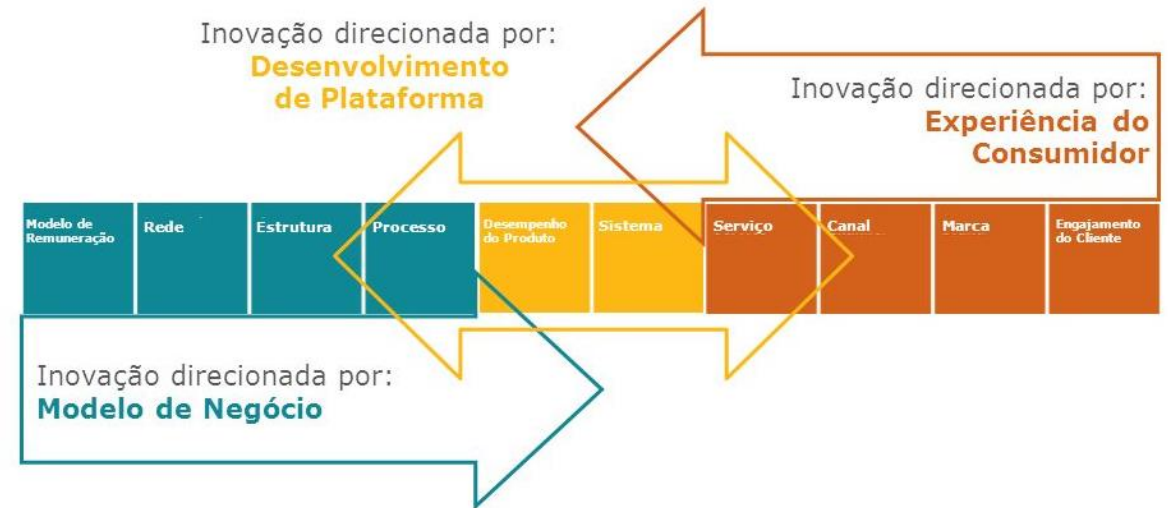 Inovação direcionada por:
Desenvolvimento
de Plataforma
Inovação direcionada por:
Experiência do
Consumidor
Modelo de
Remuneração
Rede
Estrutura
Processo
Desempenho
do Produto
Sistema
Serviço
Canal
Marca
Engajamento
do Cliente
Inovação direcionada por:
Modelo de Negócio